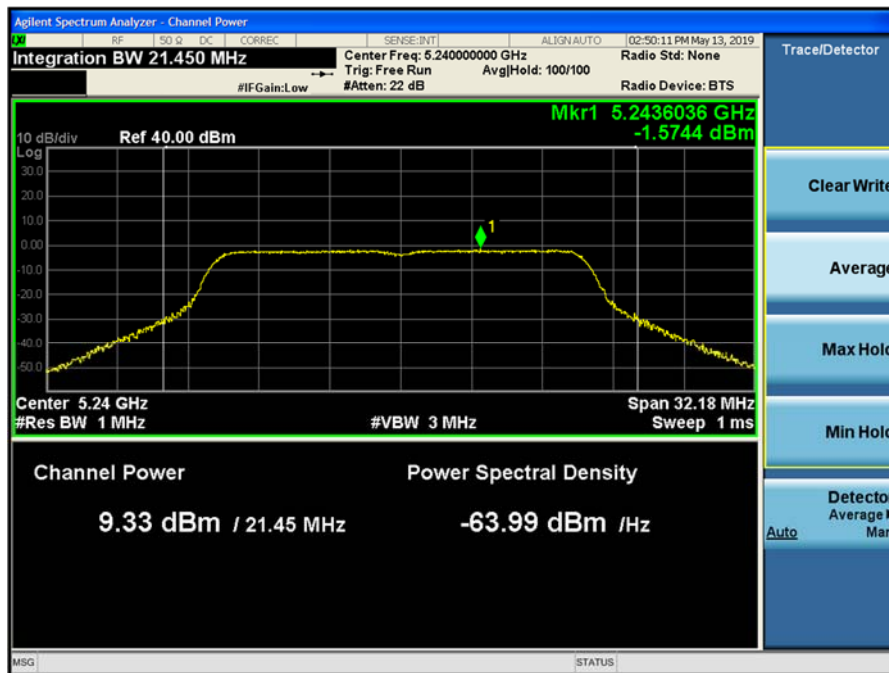 Agilent Spectrum Analyzer - Channel Power
LXI RF 50 Ω DC CORREC SENSE:INT ALIGN AUTO 02:50:11 PM May 13, 2019
Integration BW 21.450 MHz
Center Freq: 5.240000000 GHz
Radio Std: None
Trig: Free Run Avg|Hold: 100/100
#IFGain:Low
#Atten: 22 dB
Radio Device: BTS
Mkr1 5.2436036 GHz
-1.5744 dBm
10 dB/div Ref 40.00 dBm
Log
30.0
20.0
10.0
0.00
-10.0
-20.0
-30.0
-40.0
-50.0
1
Center 5.24 GHz Span 32.18 MHz
#Res BW 1 MHz #VBW 3 MHz Sweep 1 ms
Channel Power
9.33 dBm / 21.45 MHz
Power Spectral Density
-63.99 dBm /Hz
MSG STATUS
Trace/Detector
Clear Write
Average
Max Hold
Min Hold
Detector
Average
Auto Man